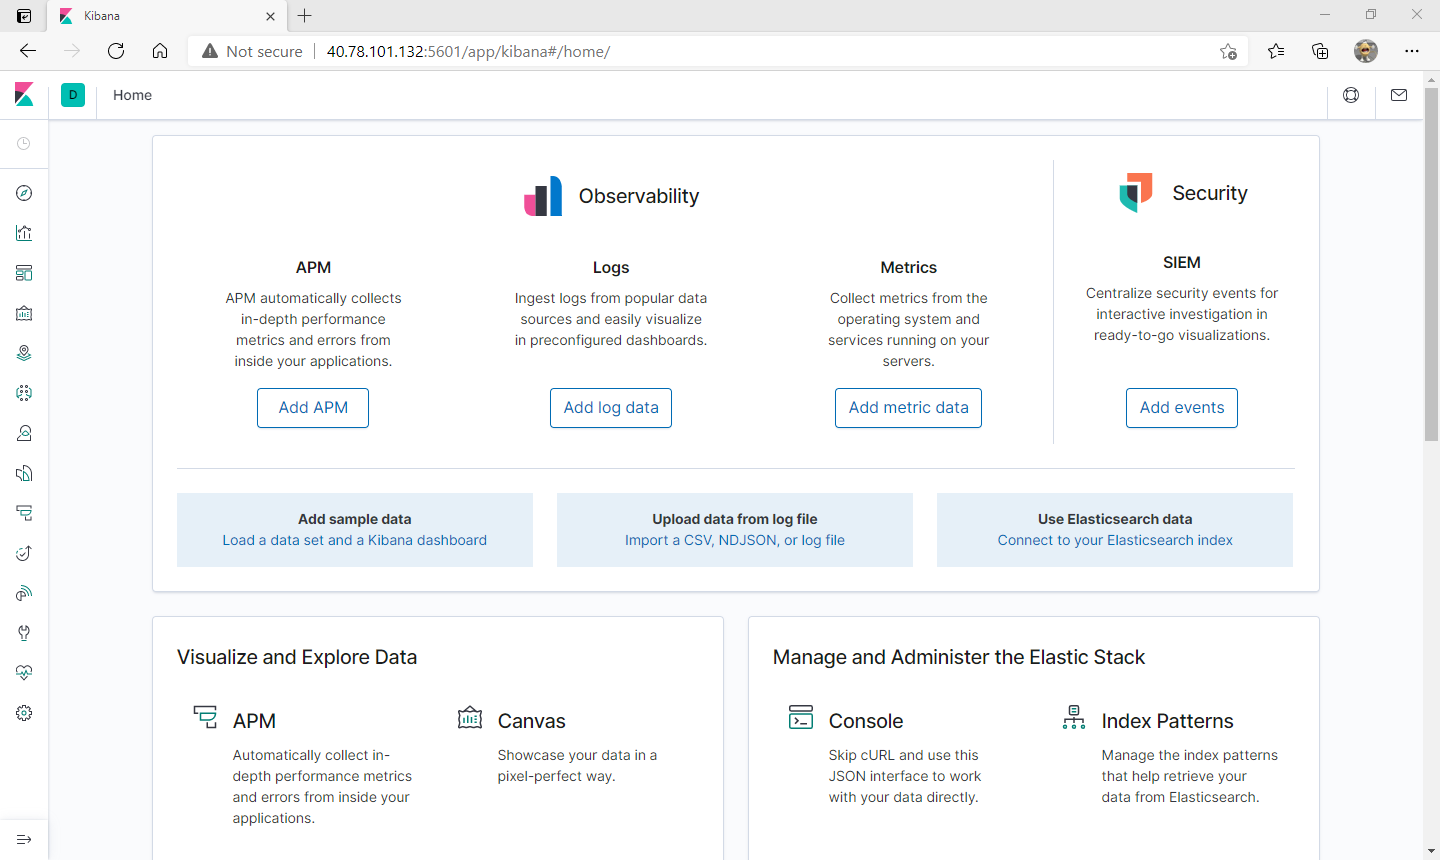 Kibana
Not secure
40.78.101.132:5601/app/kibana#/home/
D
Home
Observability
Security
APM
APM automatically collects
in-depth performance
metrics and errors from
inside your applications.
Add APM
Logs
Ingest logs from popular data
sources and easily visualize
in preconfigured dashboards.
Add log data
Metrics
Collect metrics from the
operating system and
services running on your
servers.
Add metric data
SIEM
Centralize security events for
interactive investigation in
ready-to-go visualizations.
Add events
Add sample data
Load a data set and a Kibana dashboard
Upload data from log file
Import a CSV, NDJSON, or log file
Use Elasticsearch data
Connect to your Elasticsearch index
Visualize and Explore Data
APM
Automatically collect in-
depth performance metrics
and errors from inside your
applications.
Canvas
Showcase your data in a
pixel-perfect way.
Manage and Administer the Elastic Stack
Console
Skip cURL and use this
JSON interface to work
with your data directly.
Index Patterns
Manage the index patterns
that help retrieve your
data from Elasticsearch.